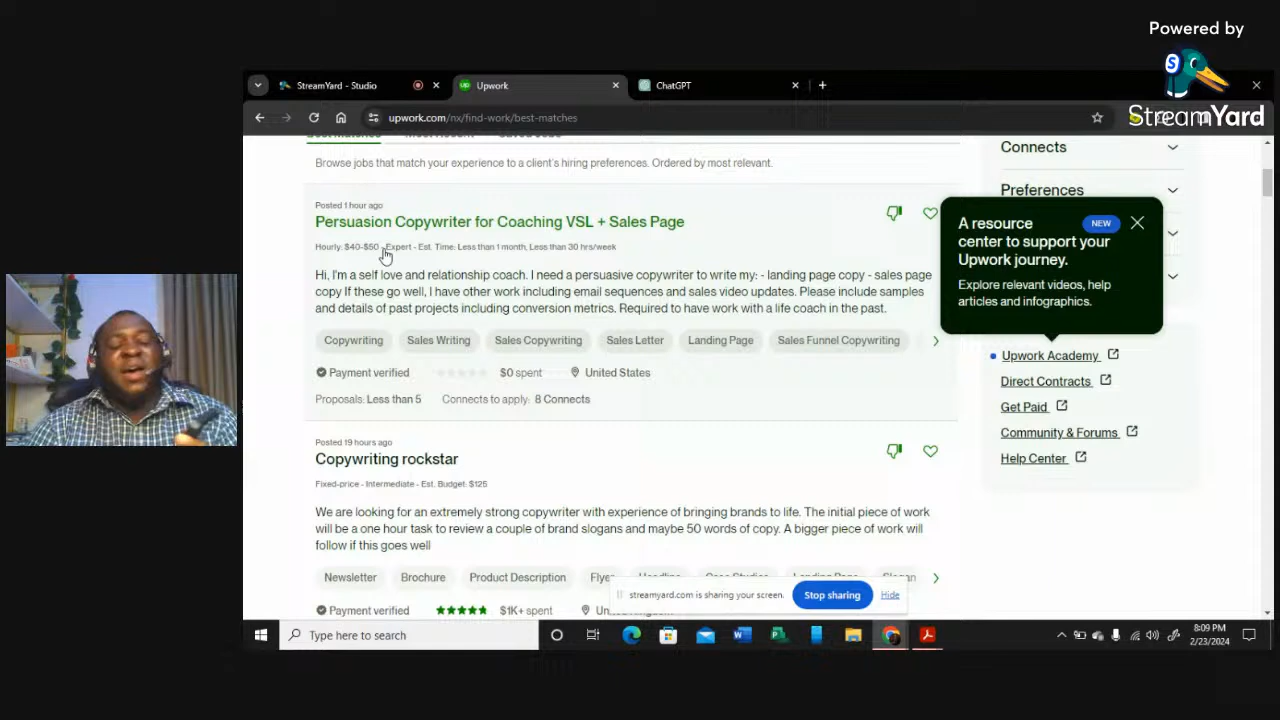 Powered by
StreamYard
StreamYard - Studio
Upwork
ChatGPT
upwork.com/nx/find-work/best-matches
Browse jobs that match your experience to a client's hiring preferences. Ordered by most relevant.
Posted 1 hour ago
Persuasion Copywriter for Coaching VSL + Sales Page
Hourly: $40-$50 - Expert - Est. Time: Less than 1 month, Less than 30 hrs/week
Hi, I'm a self love and relationship coach. I need a persuasive copywriter to write my: - landing page copy - sales page
copy If these go well, I have other work including email sequences and sales video updates. Please include samples
and details of past projects including conversion metrics. Required to have work with a life coach in the past.
Copywriting
Sales Writing
Sales Copywriting
Sales Letter
Landing Page
Sales Funnel Copywriting
Payment verified
$0 spent
United States
Proposals: Less than 5
Connects to apply: 8 Connects
Posted 19 hours ago
Copywriting rockstar
Fixed-price - Intermediate - Est. Budget: $125
We are looking for an extremely strong copywriter with experience of bringing brands to life. The initial piece of work
will be a one hour task to review a couple of brand slogans and maybe 50 words of copy. A bigger piece of work will
follow if this goes well
Newsletter
Brochure
Product Description
Payment verified
$1K+ spent
Connects
Preferences
A resource NEW
center to support your
Upwork journey.
Explore relevant videos, help
articles and infographics.
Upwork Academy
Direct Contracts
Get Paid
Community & Forums
Help Center
streamyard.com is sharing your screen.
Stop sharing
Hide
Type here to search
8:09 PM
2/23/2024